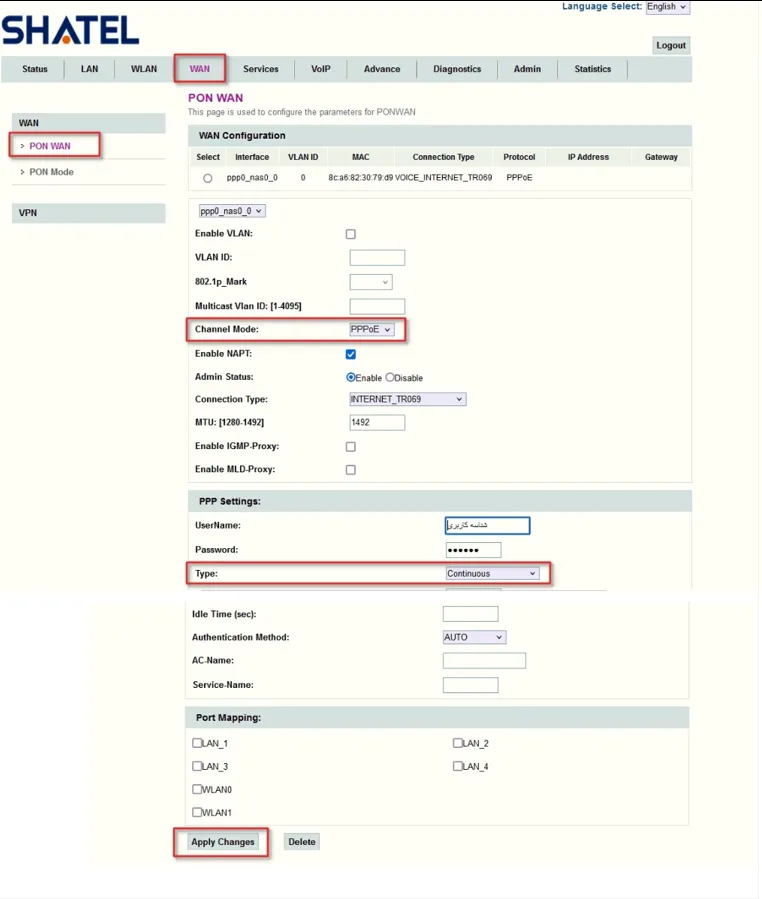 Language Select: English
SHATEL
Logout
Status LAN WLAN WAN Services VoIP Advance Diagnostics Admin Statistics
WAN
> PON WAN
> PON Mode
VPN
PON WAN
This page is used to configure the parameters for PONWAN
WAN Configuration
Select Interface VLAN ID MAC Connection Type Protocol IP Address Gateway
ppp0_nas0_0 0 8c:a6:82:30:79:d9 VOICE_INTERNET_TR069 PPPoE
ppp0_nas0_0
Enable VLAN:
VLAN ID:
802.1p_Mark
Multicast Vlan ID: [1-4095]
Channel Mode: PPPoE
Enable NAPT:
Admin Status: Enable Disable
Connection Type: INTERNET_TR069
MTU: [1280-1492] 1492
Enable IGMP-Proxy:
Enable MLD-Proxy:
PPP Settings:
UserName: شناسه کاربری
Password: ••••••
Type: Continuous
Idle Time (sec):
Authentication Method: AUTO
AC-Name:
Service-Name:
Port Mapping:
LAN_1 LAN_2
LAN_3 LAN_4
WLAN0
WLAN1
Apply Changes Delete